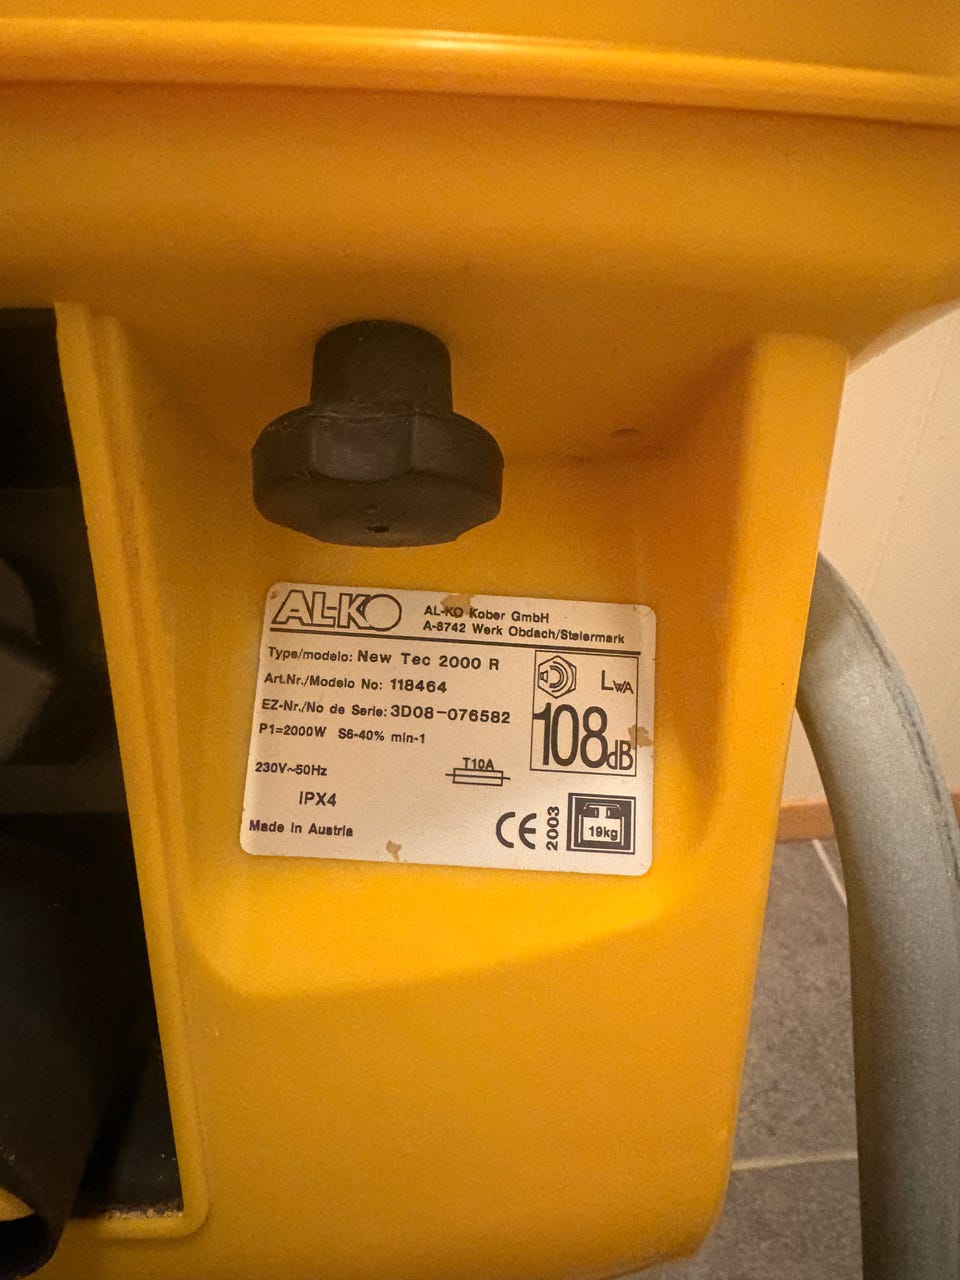 AL-KO
AL-KO Kober GmbH
A-8742 Werk Obdach/Steiermark
Type/modelo: New Tec 2000 R
Art.Nr./Modelo No: 118464
EZ-Nr./No de Serie: 3D08-076582
P1=2000W S6-40% min-1
230V~50Hz
T10A
IPX4
Made in Austria
LWA
108dB
CE
2003
19kg